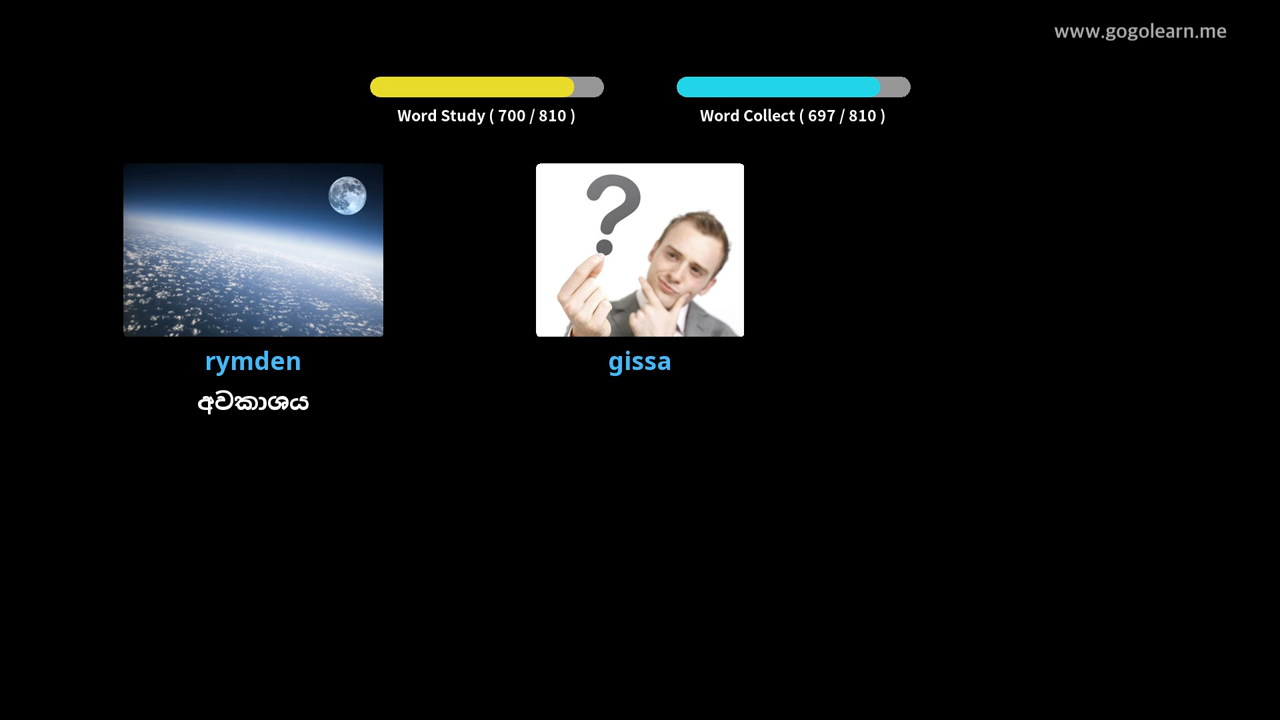 www.gogolearn.me
Word Study ( 700 / 810 )
Word Collect ( 697 / 810 )
rymden
gissa
අවකාශය